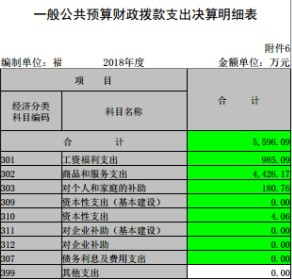 一般公共预算财政拨款支出决算明细表
附件6
编制单位：福 2018年度 金额单位：万元
项 目 合 计
经济分类科目编码 科目名称
合 计 5,596.09
301 工资福利支出 985.09
302 商品和服务支出 4,426.17
303 对个人和家庭的补助 180.76
309 资本性支出（基本建设） 0.00
310 资本性支出 4.06
311 对企业补助（基本建设） 0.00
312 对企业补助 0.00
307 债务利息及费用支出 0.00
399 其他支出 0.00